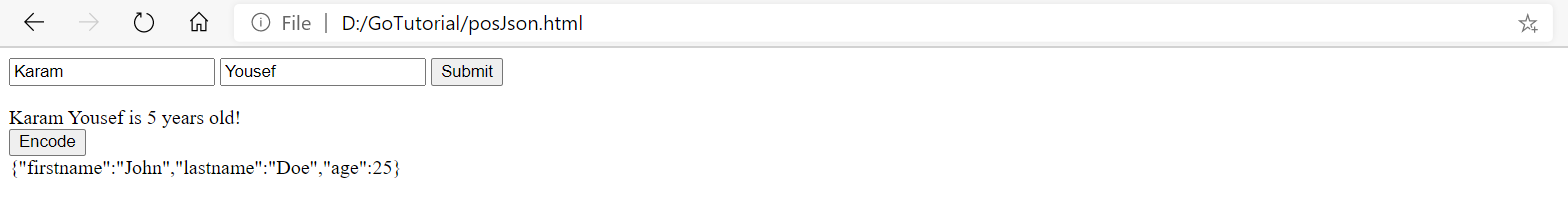 File | D:/GoTutorial/posJson.html
Karam Yousef Submit
Karam Yousef is 5 years old!
Encode
{"firstname":"John","lastname":"Doe","age":25}